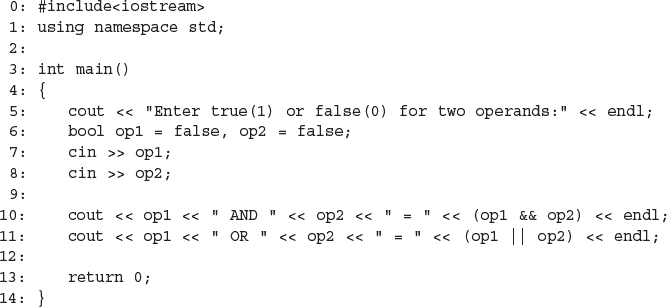 0: #include<iostream>
1: using namespace std;
2:
3: int main()
4: {
5:    cout << "Enter true(1) or false(0) for two operands:" << endl;
6:    bool op1 = false, op2 = false;
7:    cin >> op1;
8:    cin >> op2;
9:
10:    cout << op1 << " AND " << op2 << " = " << (op1 && op2) << endl;
11:    cout << op1 << " OR " << op2 << " = " << (op1 || op2) << endl;
12:
13:    return 0;
14: }